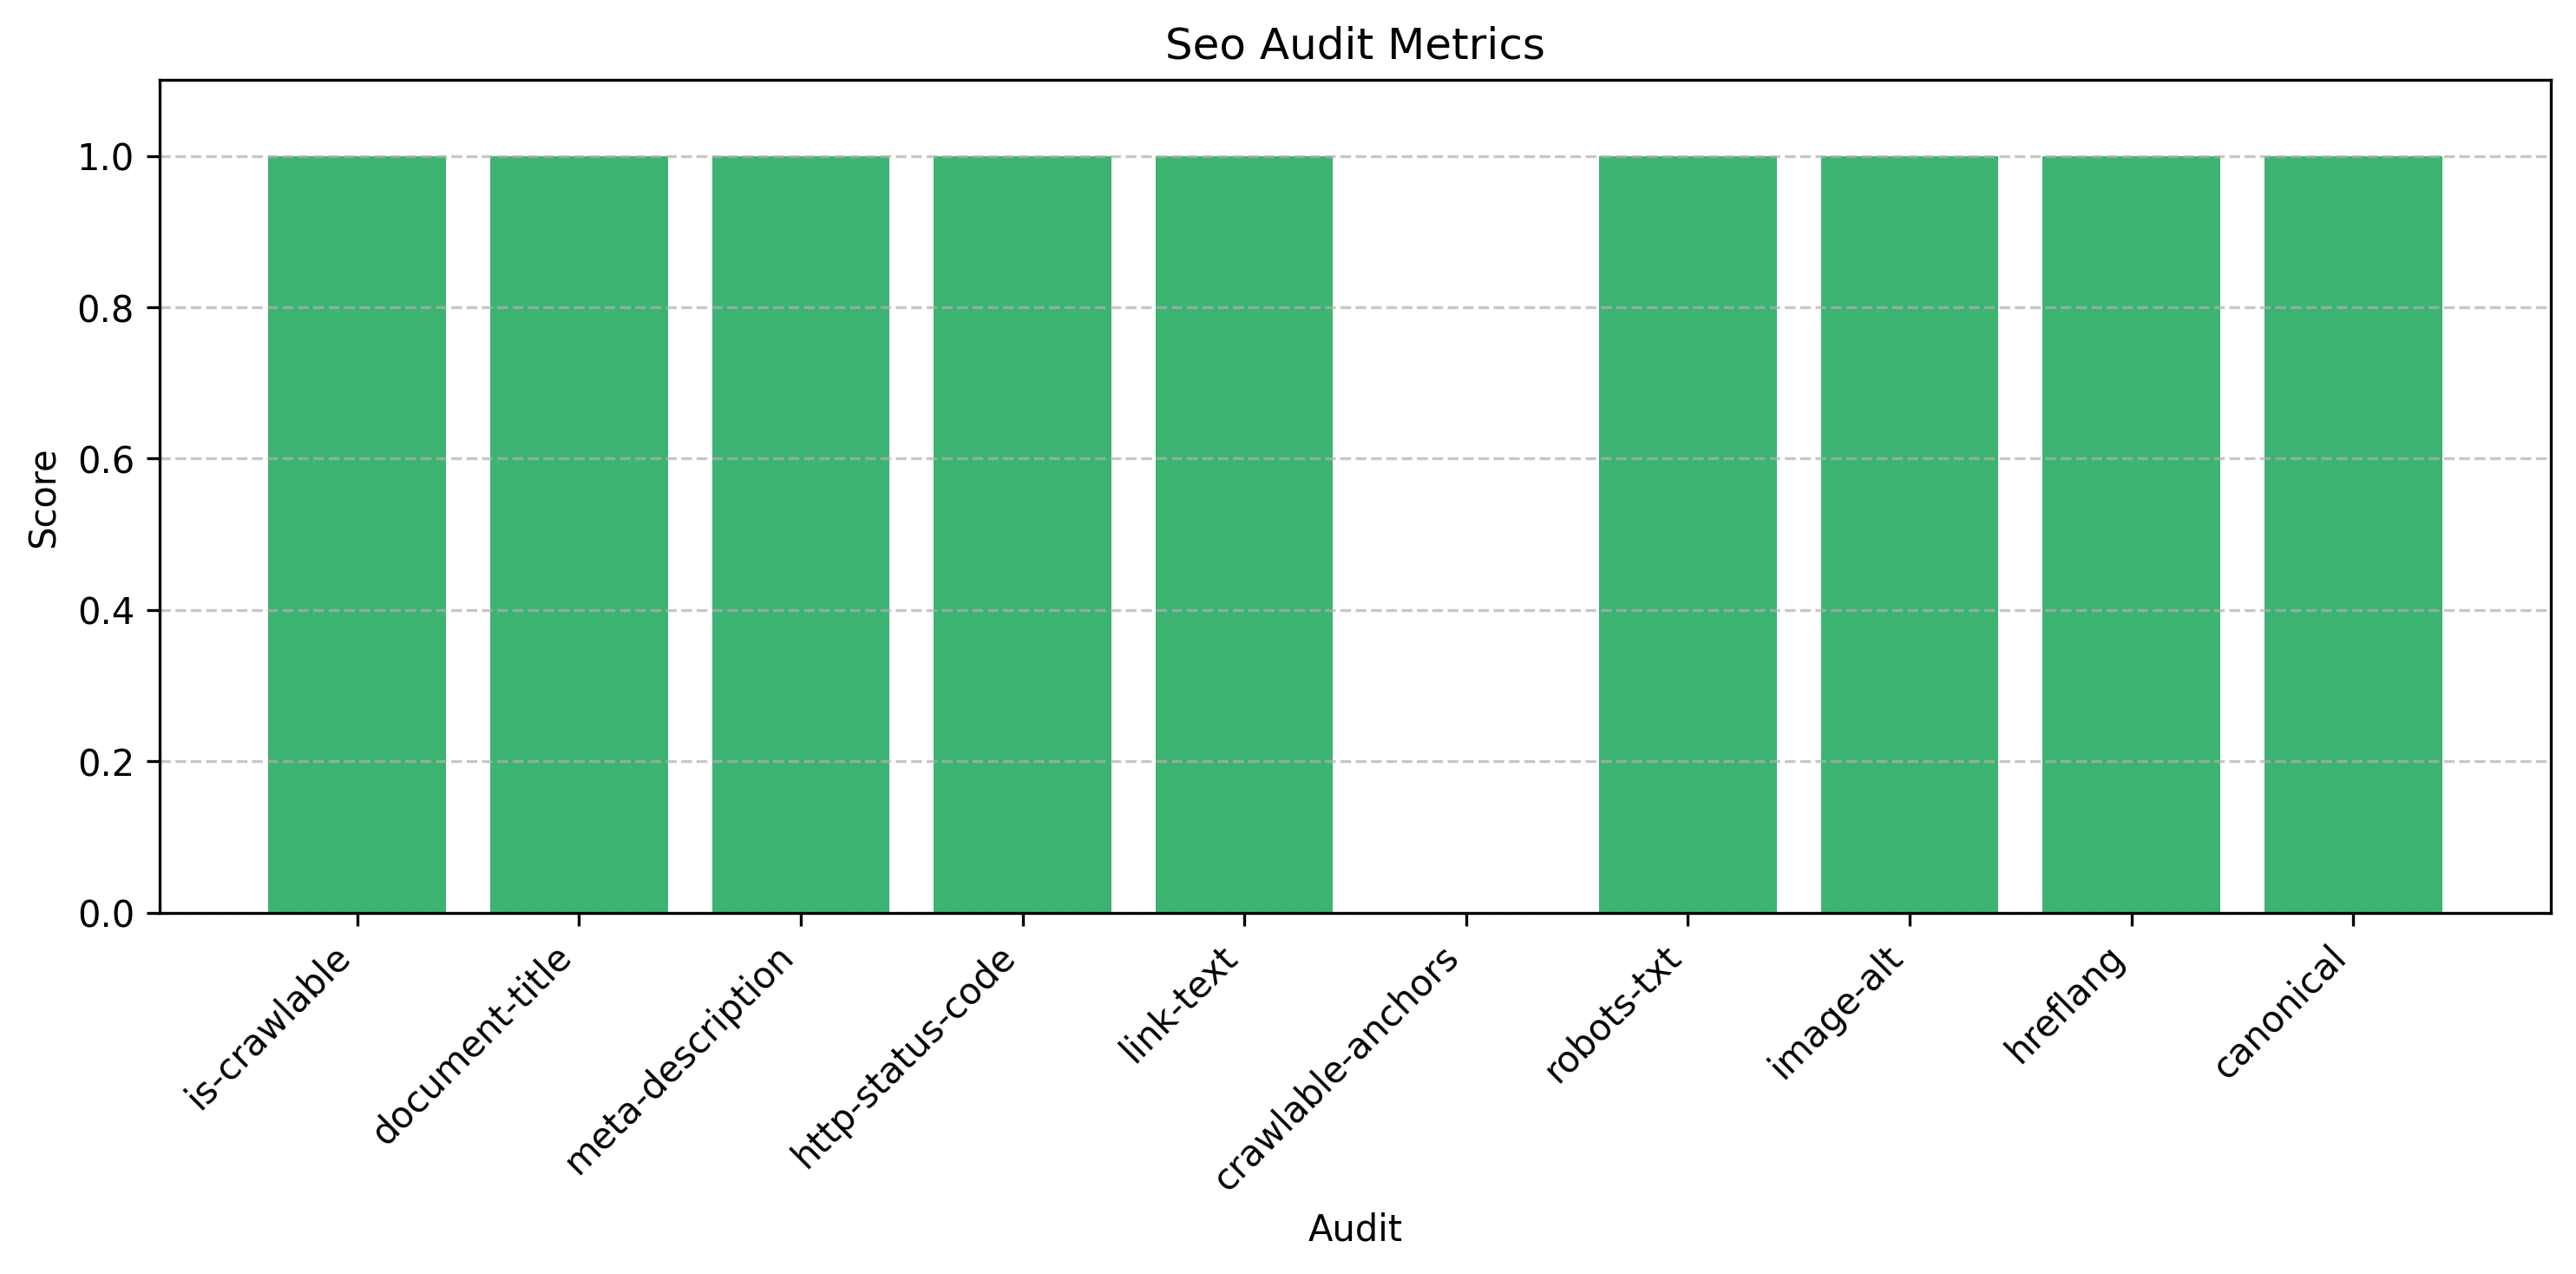 Seo Audit Metrics
Score
1.0
0.8
0.6
0.4
0.2
0.0
is-crawlable
document-title
meta-description
http-status-code
link-text
crawlable-anchors
robots-txt
image-alt
hreflang
canonical
Audit